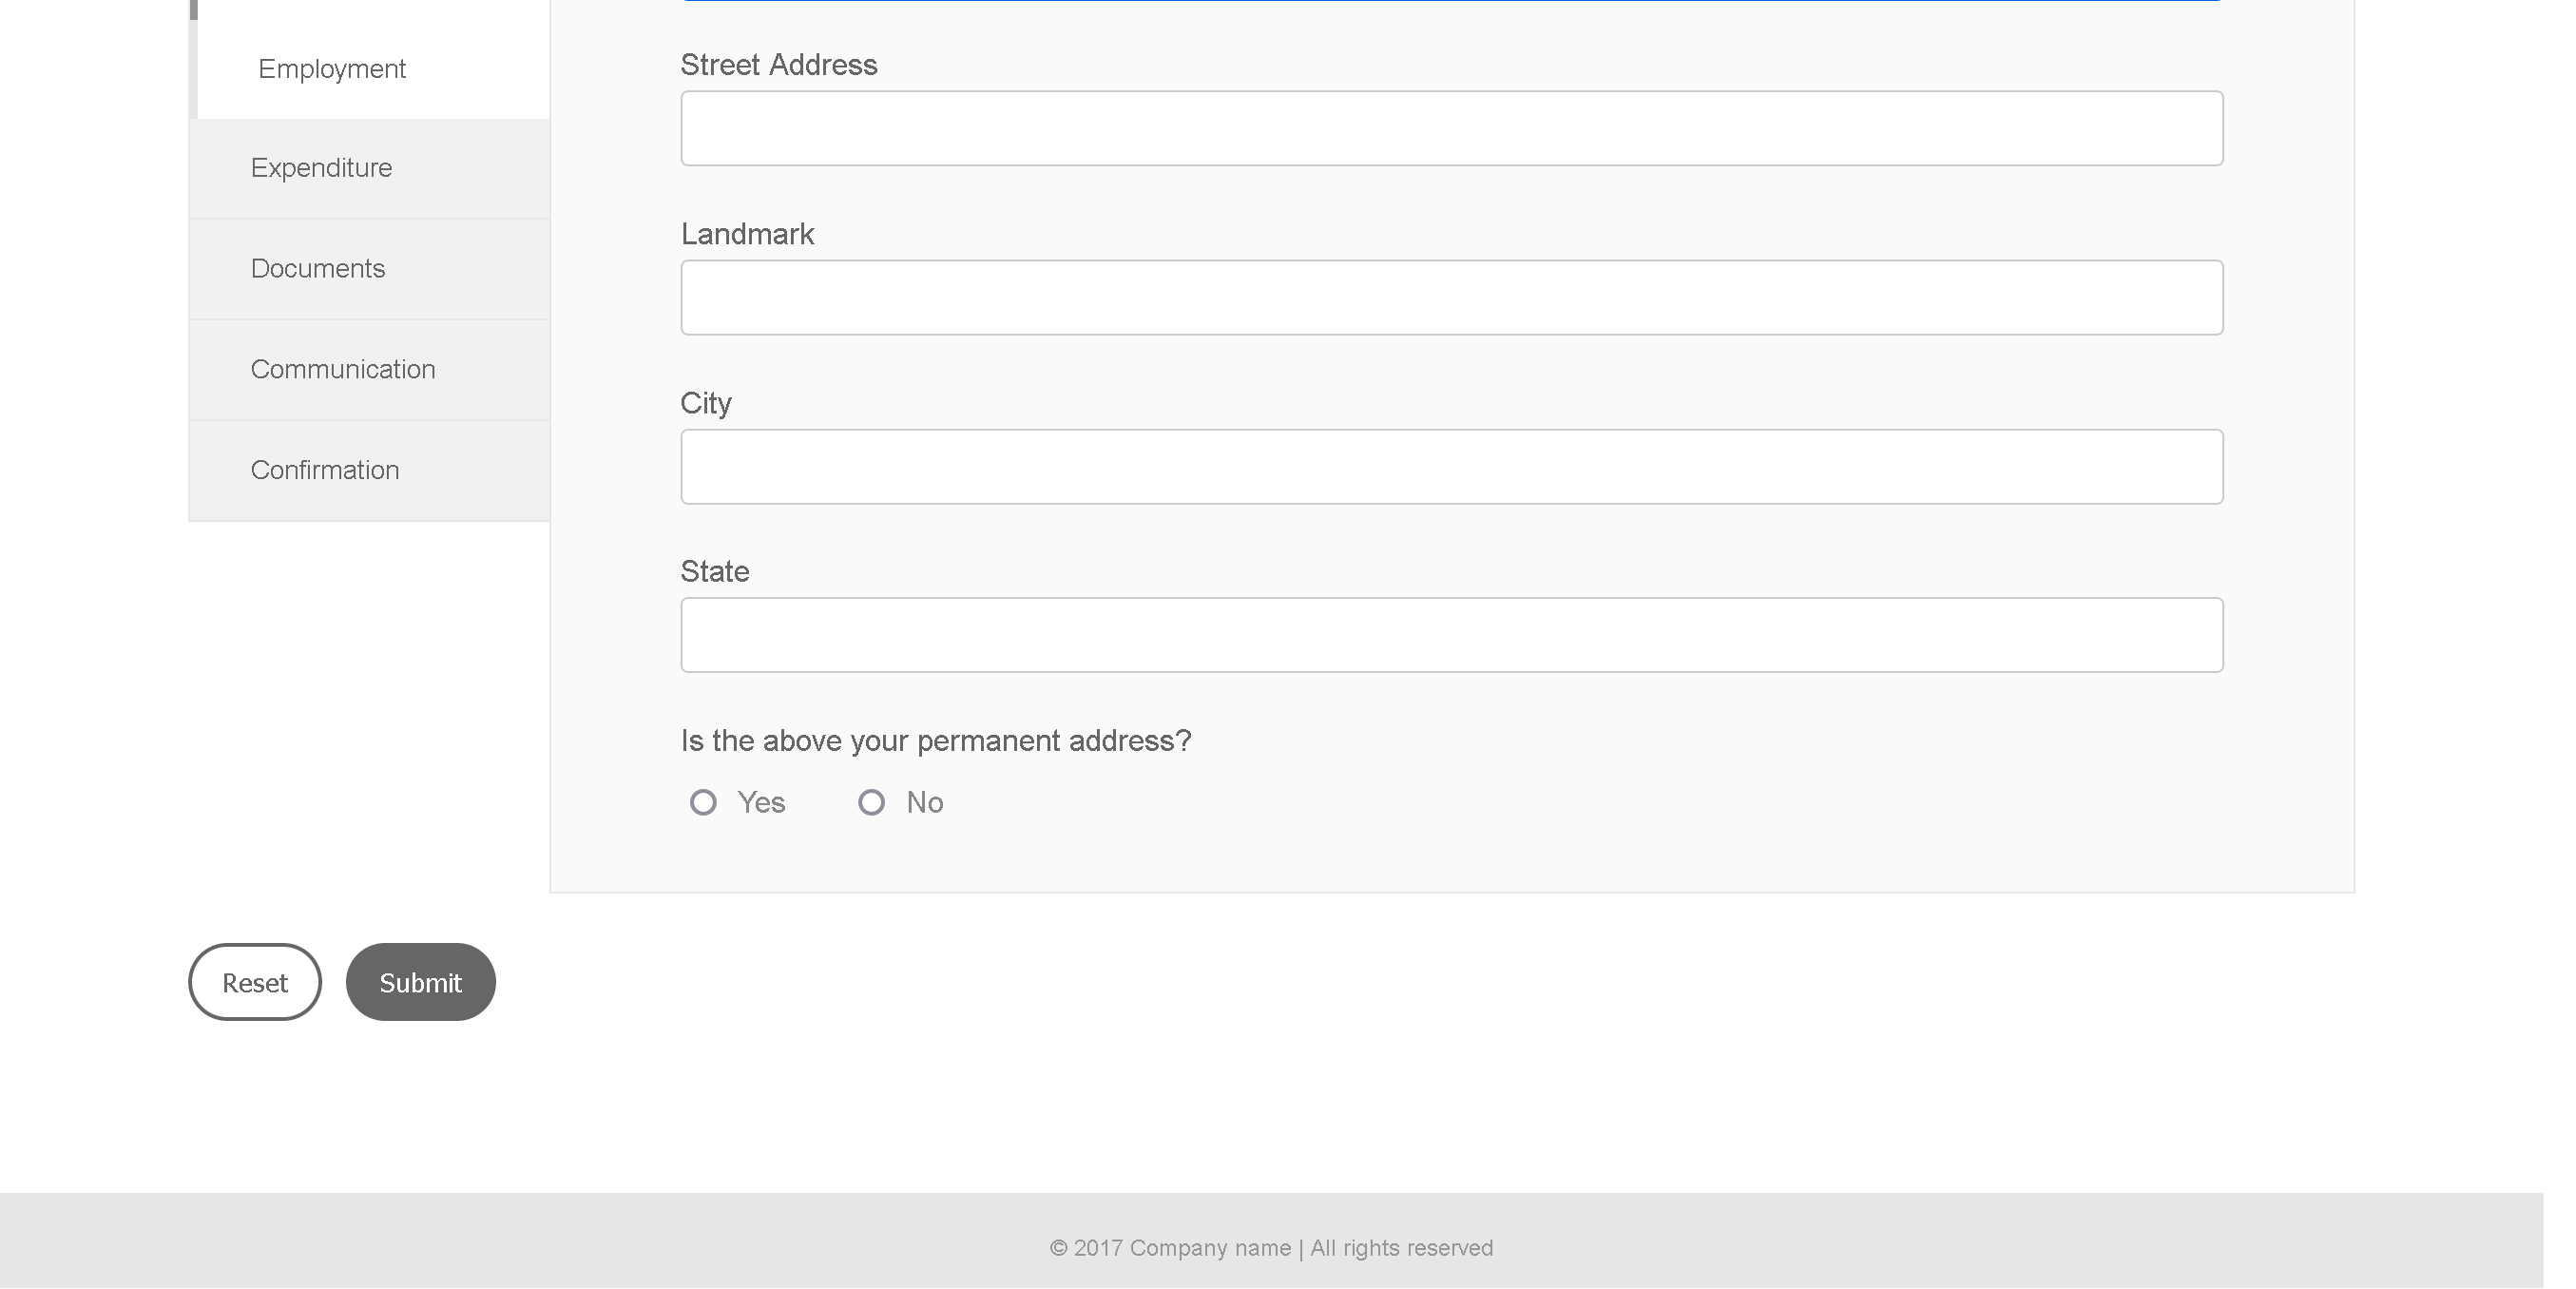 Employment
Expenditure
Documents
Communication
Confirmation
Street Address
Landmark
City
State
Is the above your permanent address?
Yes No
Reset Submit
© 2017 Company name | All rights reserved